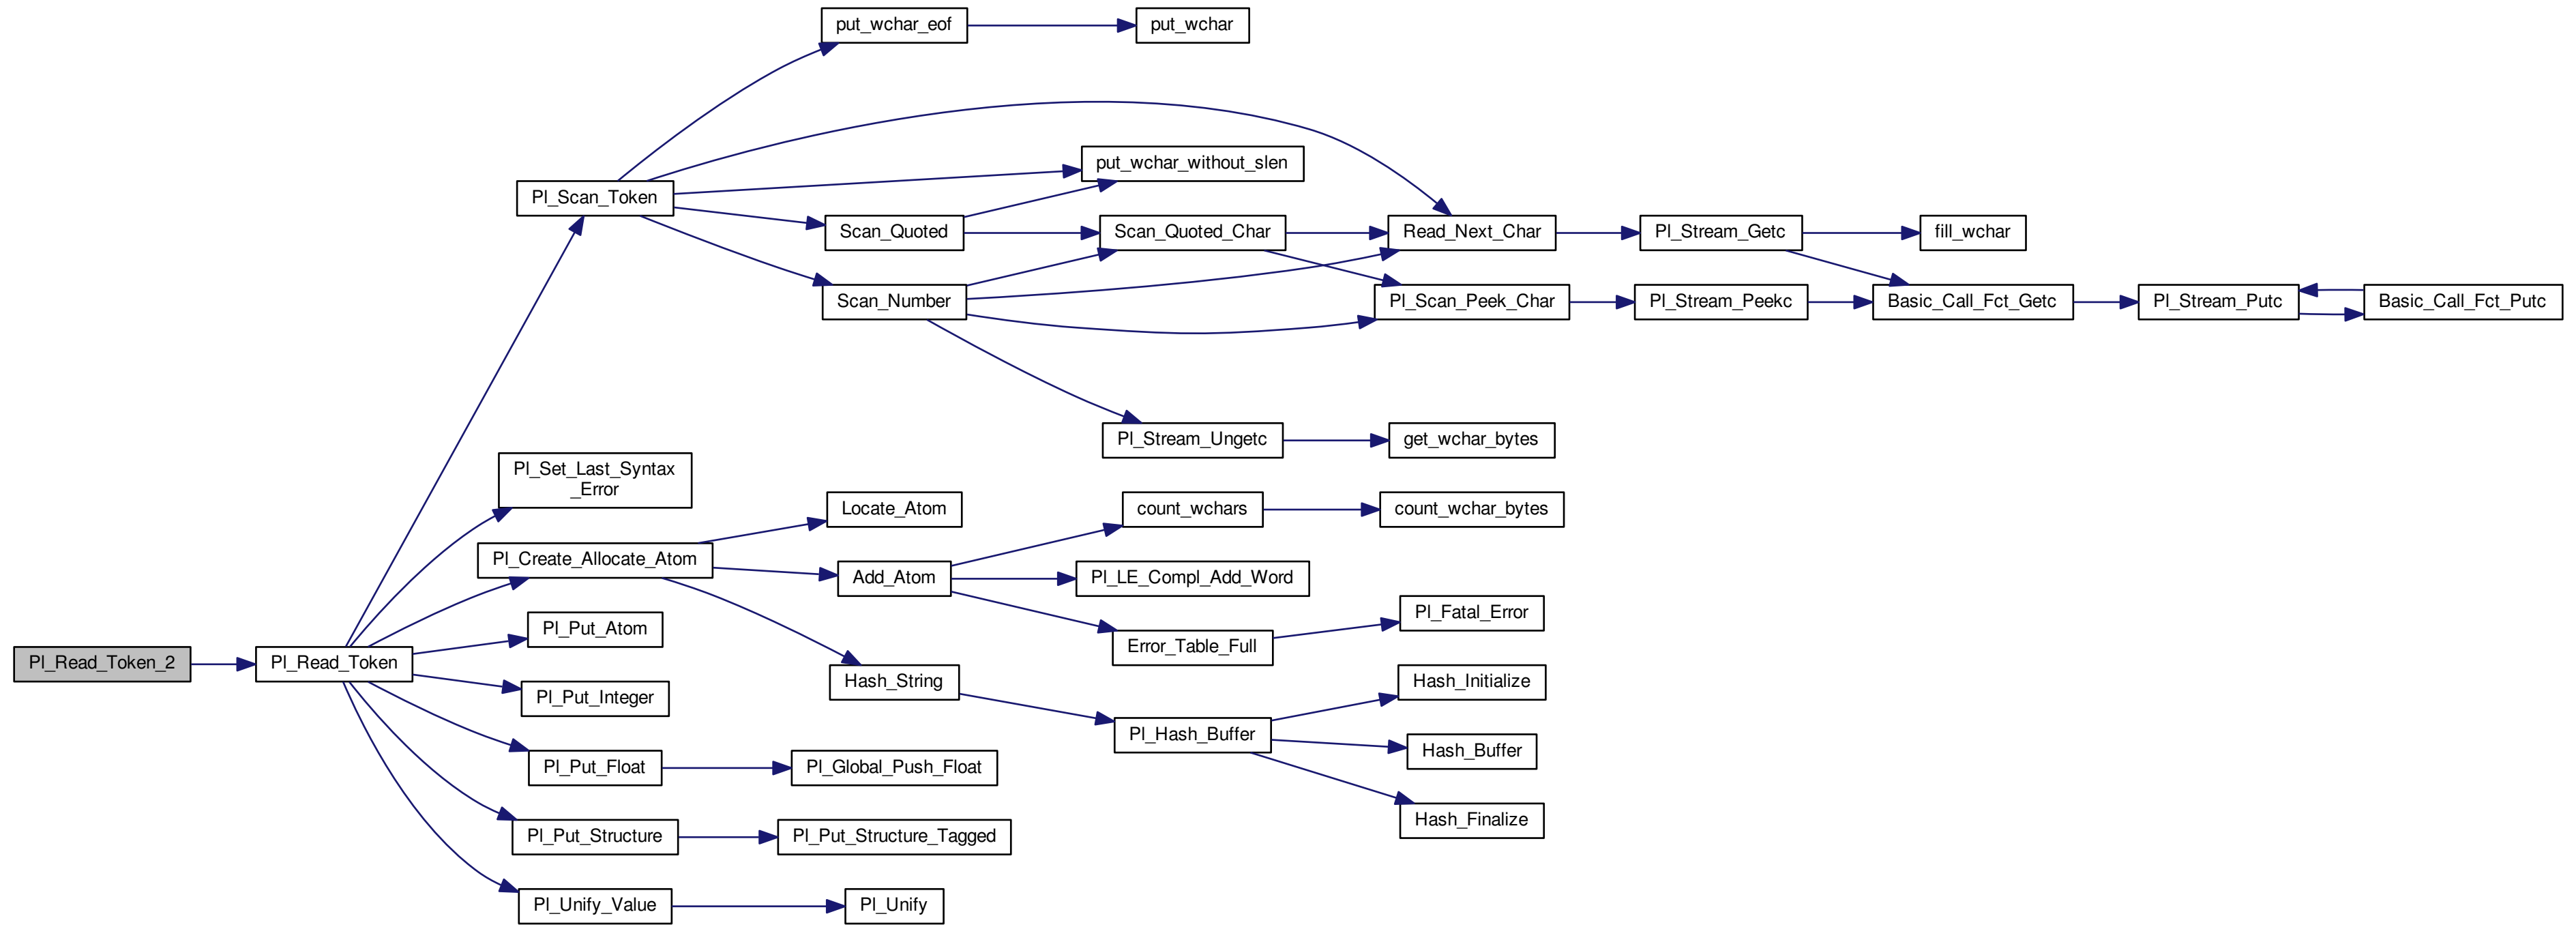 put_wchar_eof
put_wchar
put_wchar_without_slen
Pl_Scan_Token
Scan_Quoted
Scan_Quoted_Char
Read_Next_Char
Pl_Stream_Getc
fill_wchar
Scan_Number
Pl_Scan_Peek_Char
Pl_Stream_Peekc
Basic_Call_Fct_Getc
Pl_Stream_Putc
Basic_Call_Fct_Putc
Pl_Stream_Ungetc
get_wchar_bytes
Pl_Set_Last_Syntax
_Error
Locate_Atom
count_wchars
count_wchar_bytes
Pl_Create_Allocate_Atom
Add_Atom
Pl_LE_Compl_Add_Word
Pl_Fatal_Error
Pl_Put_Atom
Error_Table_Full
Pl_Read_Token_2
Pl_Read_Token
Hash_String
Hash_Initialize
Pl_Put_Integer
Pl_Hash_Buffer
Hash_Buffer
Pl_Put_Float
Pl_Global_Push_Float
Hash_Finalize
Pl_Put_Structure
Pl_Put_Structure_Tagged
Pl_Unify_Value
Pl_Unify